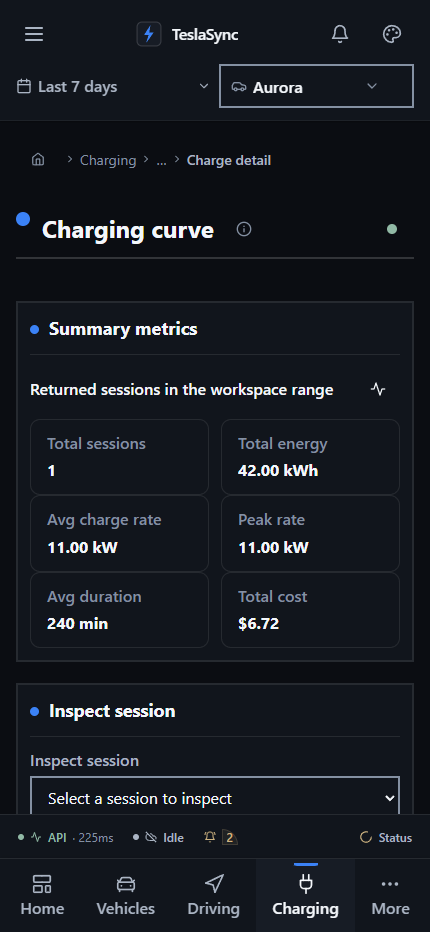 TeslaSync
Last 7 days
Aurora
Charging
...
Charge detail
Charging curve
Summary metrics
Returned sessions in the workspace range
Total sessions
1
Total energy
42.00 kWh
Avg charge rate
11.00 kW
Peak rate
11.00 kW
Avg duration
240 min
Total cost
$6.72
Inspect session
Inspect session
Select a session to inspect
API · 225ms
Idle
2
Status
Home
Vehicles
Driving
Charging
More